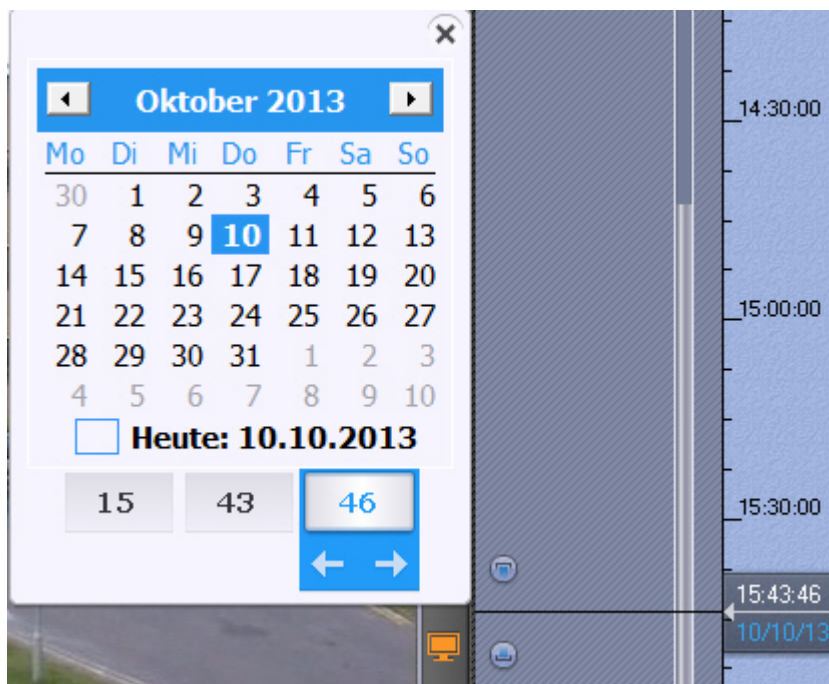 Oktober 2013
Mo Di Mi Do Fr Sa So
30 1 2 3 4 5 6
7 8 9 10 11 12 13
14 15 16 17 18 19 20
21 22 23 24 25 26 27
28 29 30 31 1 2 3
4 5 6 7 8 9 10
Heute: 10.10.2013
15 43 46
14:30:00
15:00:00
15:30:00
15:43:46
10/10/13